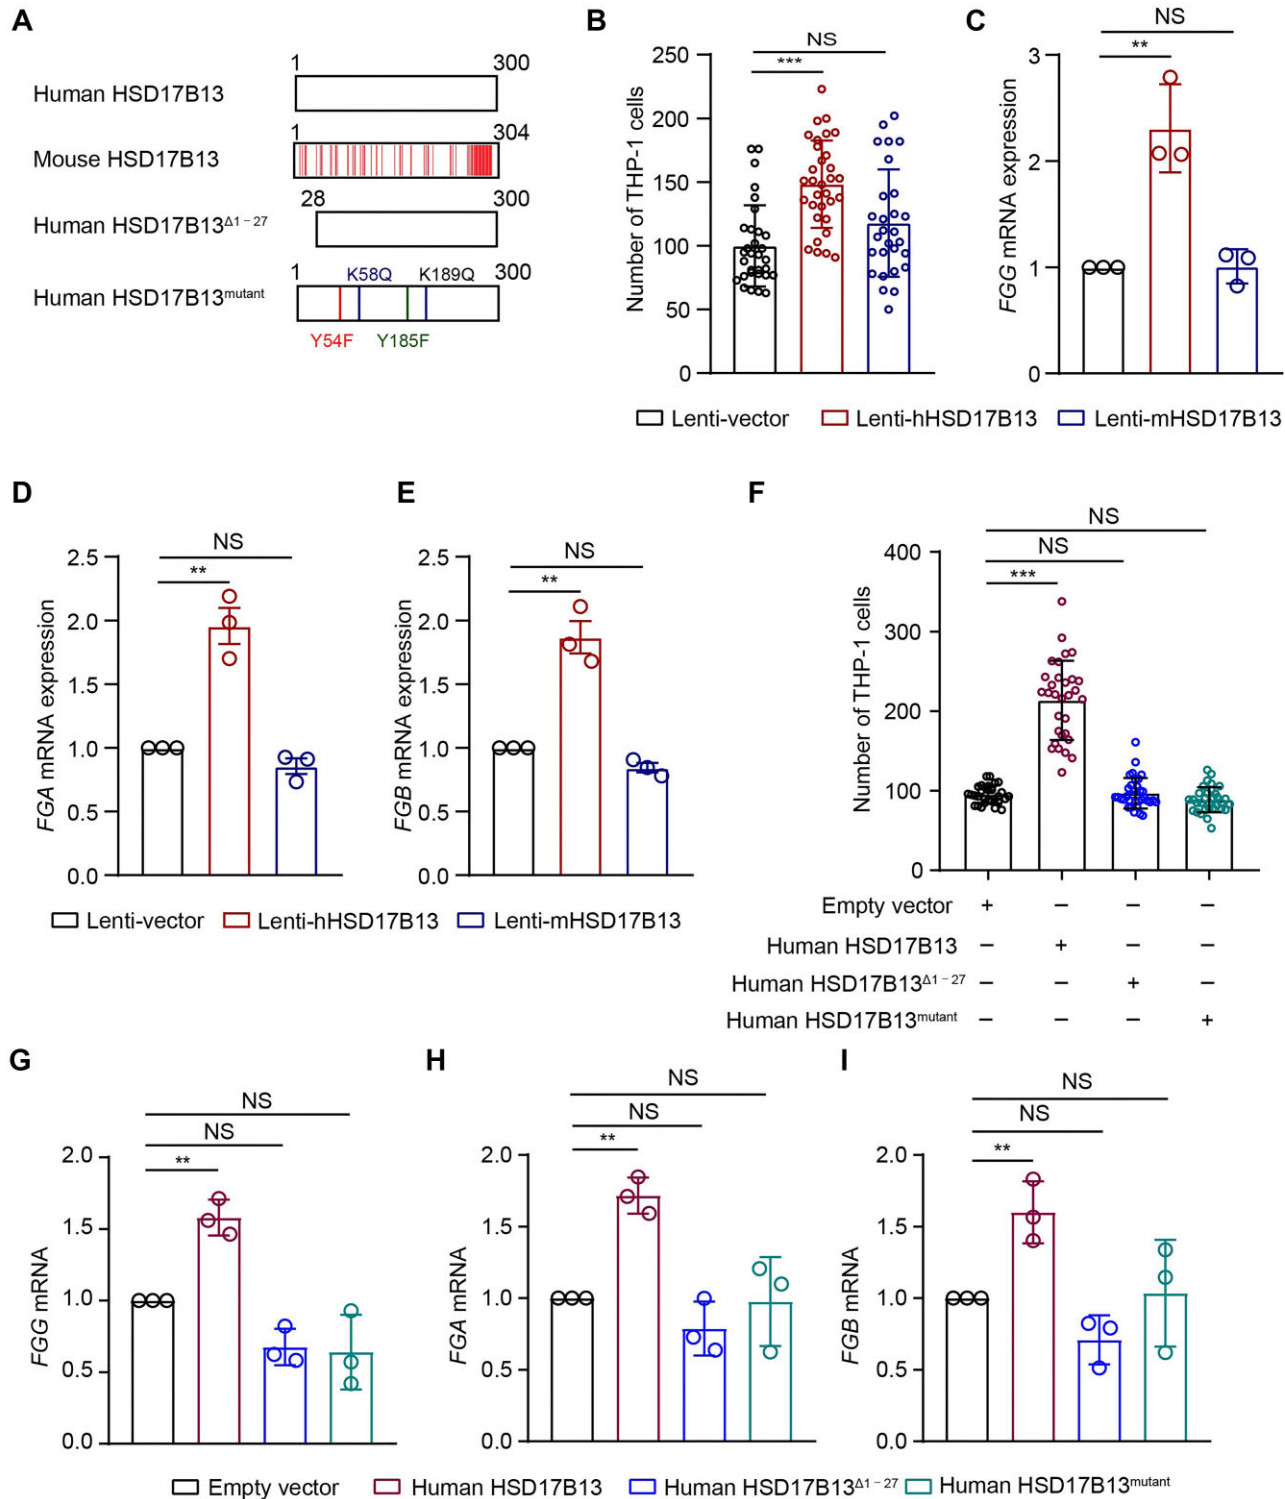 A
1 300
Human HSD17B13
1 304
Mouse HSD17B13
28 300
Human HSD17B13Δ1–27
1 K58Q K189Q 300
Human HSD17B13mutant
Y54F Y185F
B
NS
***
250
200
150
100
50
0
Number of THP-1 cells
C
NS
**
3
2
1
0
FGG mRNA expression
Lenti-vector Lenti-hHSD17B13 Lenti-mHSD17B13
D
NS
**
2.5
2.0
1.5
1.0
0.5
0.0
FGA mRNA expression
E
NS
**
2.5
2.0
1.5
1.0
0.5
0.0
FGB mRNA expression
Lenti-vector Lenti-hHSD17B13 Lenti-mHSD17B13
F
NS
NS
***
400
300
200
100
0
Number of THP-1 cells
Empty vector + – – –
Human HSD17B13 – + – –
Human HSD17B13Δ1–27 – – + –
Human HSD17B13mutant – – – +
G
NS
NS
**
2.0
1.5
1.0
0.5
0.0
FGG mRNA
H
NS
NS
**
2.0
1.5
1.0
0.5
0.0
FGA mRNA
I
NS
NS
**
2.0
1.5
1.0
0.5
0.0
FGB mRNA
Empty vector Human HSD17B13 Human HSD17B13Δ1–27 Human HSD17B13mutant